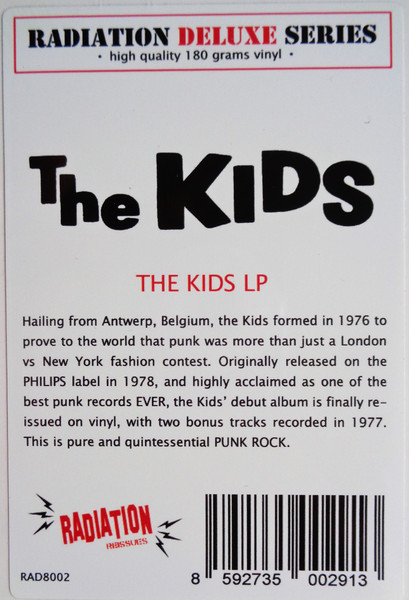 RADIATION DELUXE SERIES
• high quality 180 grams vinyl •
The KIDS
THE KIDS LP
Hailing from Antwerp, Belgium, the Kids formed in 1976 to
prove to the world that punk was more than just a London
vs New York fashion contest. Originally released on the
PHILIPS label in 1978, and highly acclaimed as one of the
best punk records EVER, the Kids' debut album is finally re-
issued on vinyl, with two bonus tracks recorded in 1977.
This is pure and quintessential PUNK ROCK.
RADIATION
REISSUES
RAD8002
8 592735 002913